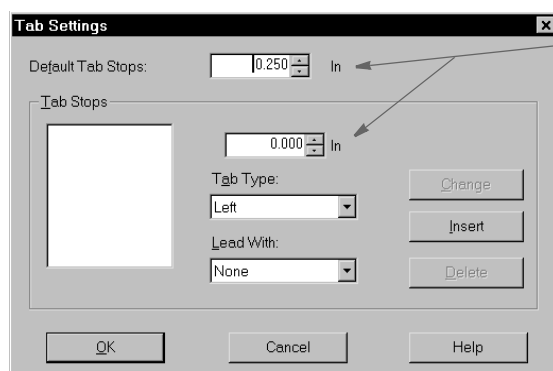 Tab Settings
Default Tab Stops: 0.250 In
Tab Stops
0.000 In
Tab Type:
Left
Change
Insert
Lead With:
None
Delete
OK Cancel Help